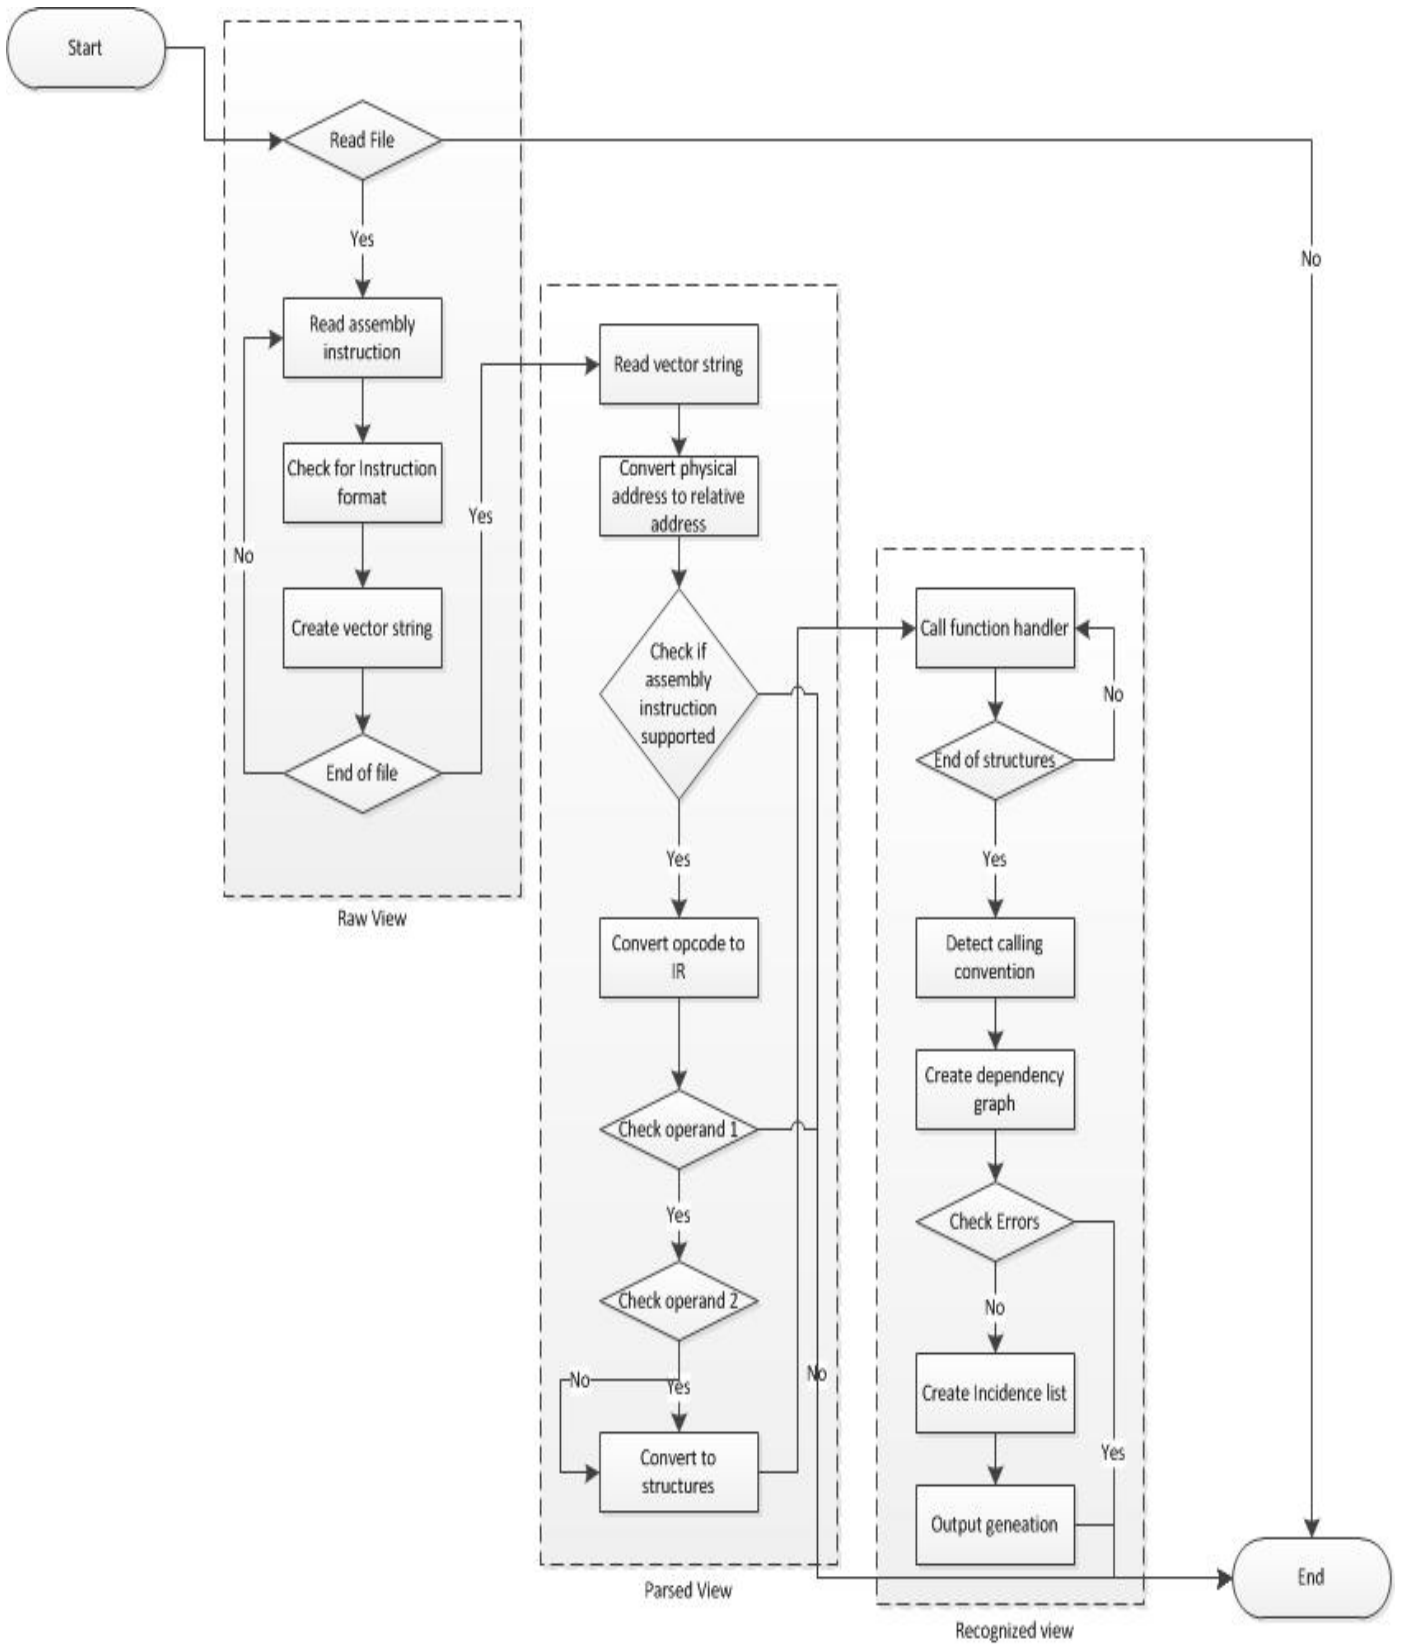 Start
Read File
Yes
No
Read assembly
instruction
Check for Instruction
format
No
Create vector string
End of file
Yes
Raw View
Read vector string
Convert physical
address to relative
address
Check if
assembly
instruction
supported
Yes
Convert opcode to
IR
Check operand 1
Yes
Check operand 2
No
Yes
Convert to
structures
No
Parsed View
Call function handler
No
End of structures
Yes
Detect calling
convention
Create dependency
graph
Check Errors
No
Create Incidence list
Yes
Output geneation
Recognized view
End